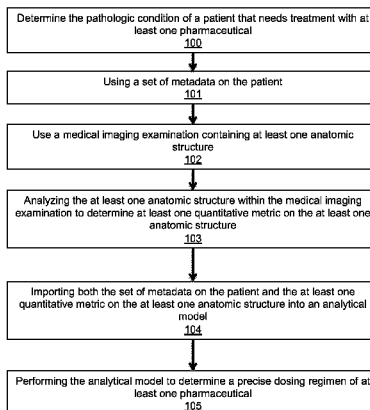 Determine the pathologic condition of a patient that needs treatment with at
least one pharmaceutical
100
Using a set of metadata on the patient
101
Use a medical imaging examination containing at least one anatomic
structure
102
Analyzing the at least one anatomic structure within the medical imaging
examination to determine at least one quantitative metric on the at least one
anatomic structure
103
Importing both the set of metadata on the patient and the at least one
quantitative metric on the at least one anatomic structure into an analytical
model
104
Performing the analytical model to determine a precise dosing regimen of at
least one pharmaceutical
105